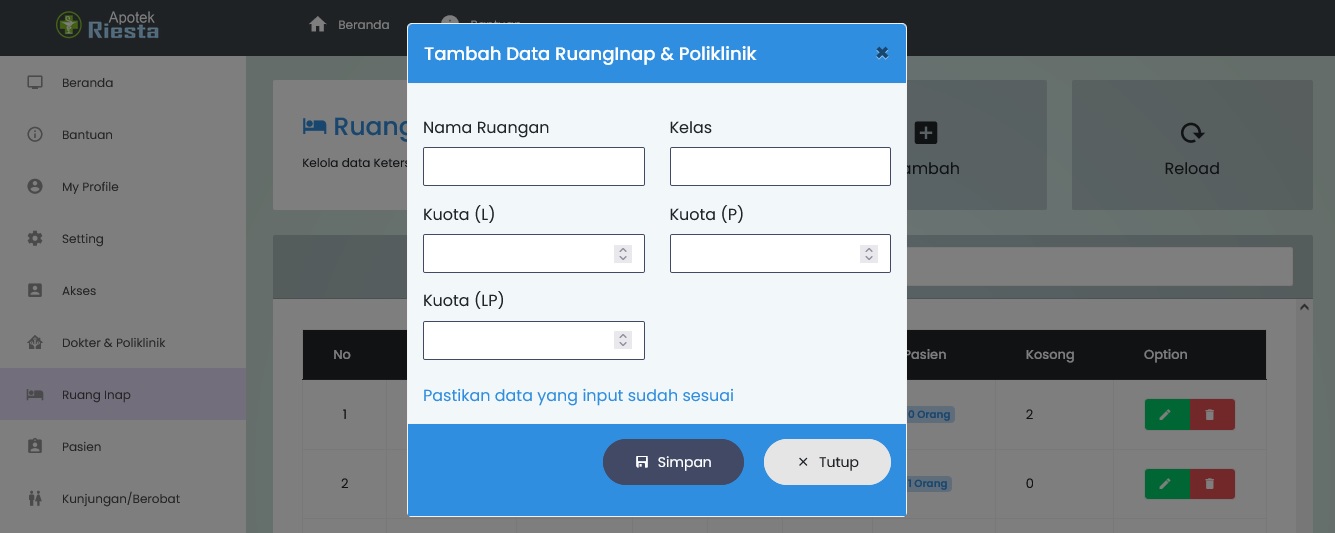 Apotek
Riesta
Beranda
Beranda
Bantuan
My Profile
Setting
Akses
Dokter & Poliklinik
Ruang Inap
Pasien
Kunjungan/Berobat
Ruang
Kelola data Keters
Tambah Data RuangInap & Poliklinik
Nama Ruangan
Kelas
Kuota (L)
Kuota (P)
Kuota (LP)
Pastikan data yang input sudah sesuai
Simpan
Tutup
ambah
Reload
No
Pasien
Kosong
Option
1
0 Orang
2
2
1 Orang
0